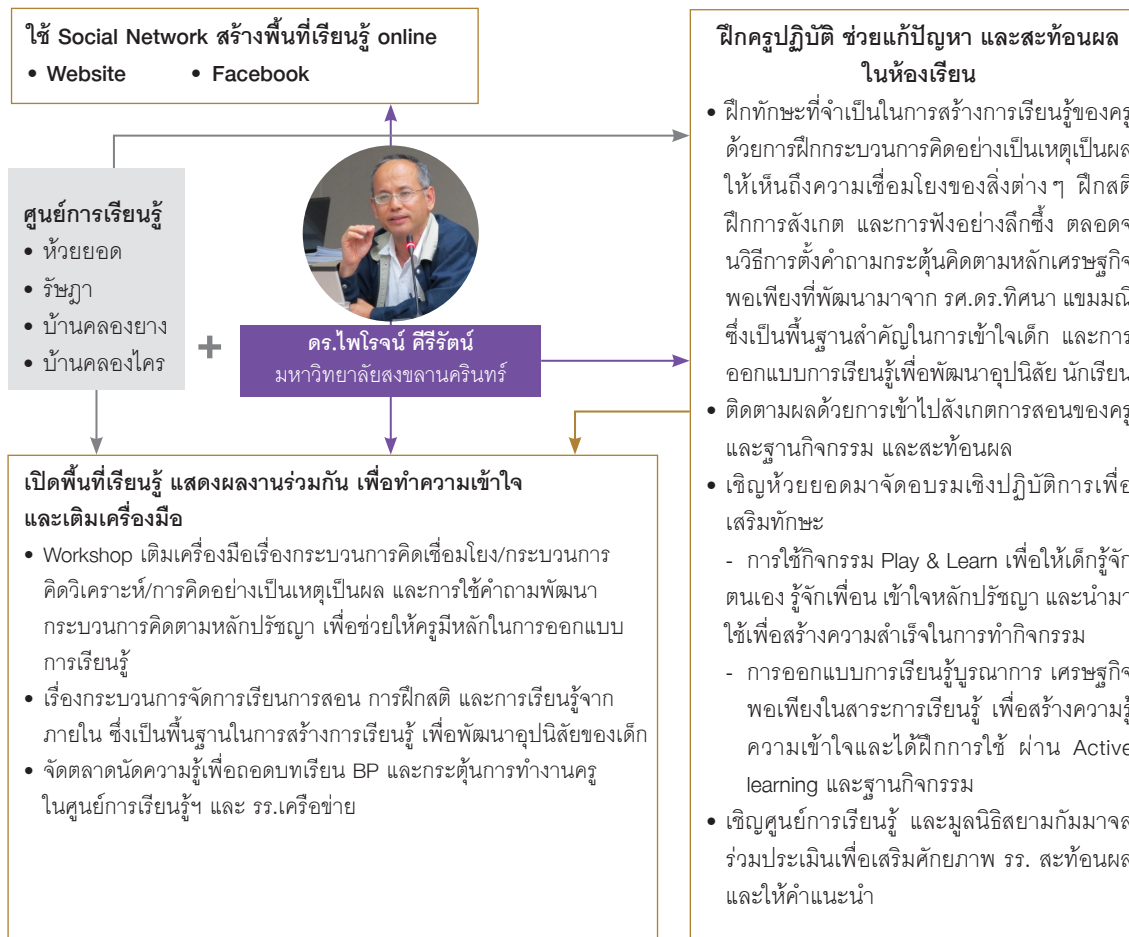 ใช้ Social Network สร้างพื้นที่เรียนรู้ online
• Website • Facebook
ศูนย์การเรียนรู้
• ห้วยยอด
• รัษฎา
• บ้านคลองยาง
• บ้านคลองไคร
+
ดร.ไพโรจน์ คีรีรัตน์
มหาวิทยาลัยสงขลานครินทร์
เปิดพื้นที่เรียนรู้ แสดงผลงานร่วมกัน เพื่อทำความเข้าใจ
และเติมเครื่องมือ
• Workshop เติมเครื่องมือเรื่องกระบวนการคิดเชื่อมโยง/กระบวนการ
คิดวิเคราะห์/การคิดอย่างเป็นเหตุเป็นผล และการใช้คำถามพัฒนา
กระบวนการคิดตามหลักปรัชญา เพื่อช่วยให้ครูมีหลักในการออกแบบ
การเรียนรู้
• เรื่องกระบวนการจัดการเรียนการสอน การฝึกสติ และการเรียนรู้จาก
ภายใน ซึ่งเป็นพื้นฐานในการสร้างการเรียนรู้ เพื่อพัฒนาอุปนิสัยของเด็ก
• จัดตลาดนัดความรู้เพื่อถอดบทเรียน BP และกระตุ้นการทำงานครู
ในศูนย์การเรียนรู้ฯ และ รร.เครือข่าย
ฝึกครูปฏิบัติ ช่วยแก้ปัญหา และสะท้อนผล
ในห้องเรียน
• ฝึกทักษะที่จำเป็นในการสร้างการเรียนรู้ของครู
ด้วยการฝึกกระบวนการคิดอย่างเป็นเหตุเป็นผล
ให้เห็นถึงความเชื่อมโยงของสิ่งต่าง ๆ ฝึกสติ
ฝึกการสังเกต และการฟังอย่างลึกซึ้ง ตลอดจ
นวิธีการตั้งคำถามกระตุ้นคิดตามหลักเศรษฐกิจ
พอเพียงที่พัฒนามาจาก รศ.ดร.ทิศนา แขมมณี
ซึ่งเป็นพื้นฐานสำคัญในการเข้าใจเด็ก และการ
ออกแบบการเรียนรู้เพื่อพัฒนาอุปนิสัย นักเรียน
• ติดตามผลด้วยการเข้าไปสังเกตการสอนของครู
และฐานกิจกรรม และสะท้อนผล
• เชิญห้วยยอดมาจัดอบรมเชิงปฏิบัติการเพื่อ
เสริมทักษะ
- การใช้กิจกรรม Play & Learn เพื่อให้เด็กรู้จัก
ตนเอง รู้จักเพื่อน เข้าใจหลักปรัชญา และนำมา
ใช้เพื่อสร้างความสำเร็จในการทำกิจกรรม
- การออกแบบการเรียนรู้บูรณาการ เศรษฐกิจ
พอเพียงในสาระการเรียนรู้ เพื่อสร้างความรู้
ความเข้าใจและได้ฝึกการใช้ ผ่าน Active
learning และฐานกิจกรรม
• เชิญศูนย์การเรียนรู้ และมูลนิธิสยามกัมมาจล
ร่วมประเมินเพื่อเสริมศักยภาพ รร. สะท้อนผล
และให้คำแนะนำ